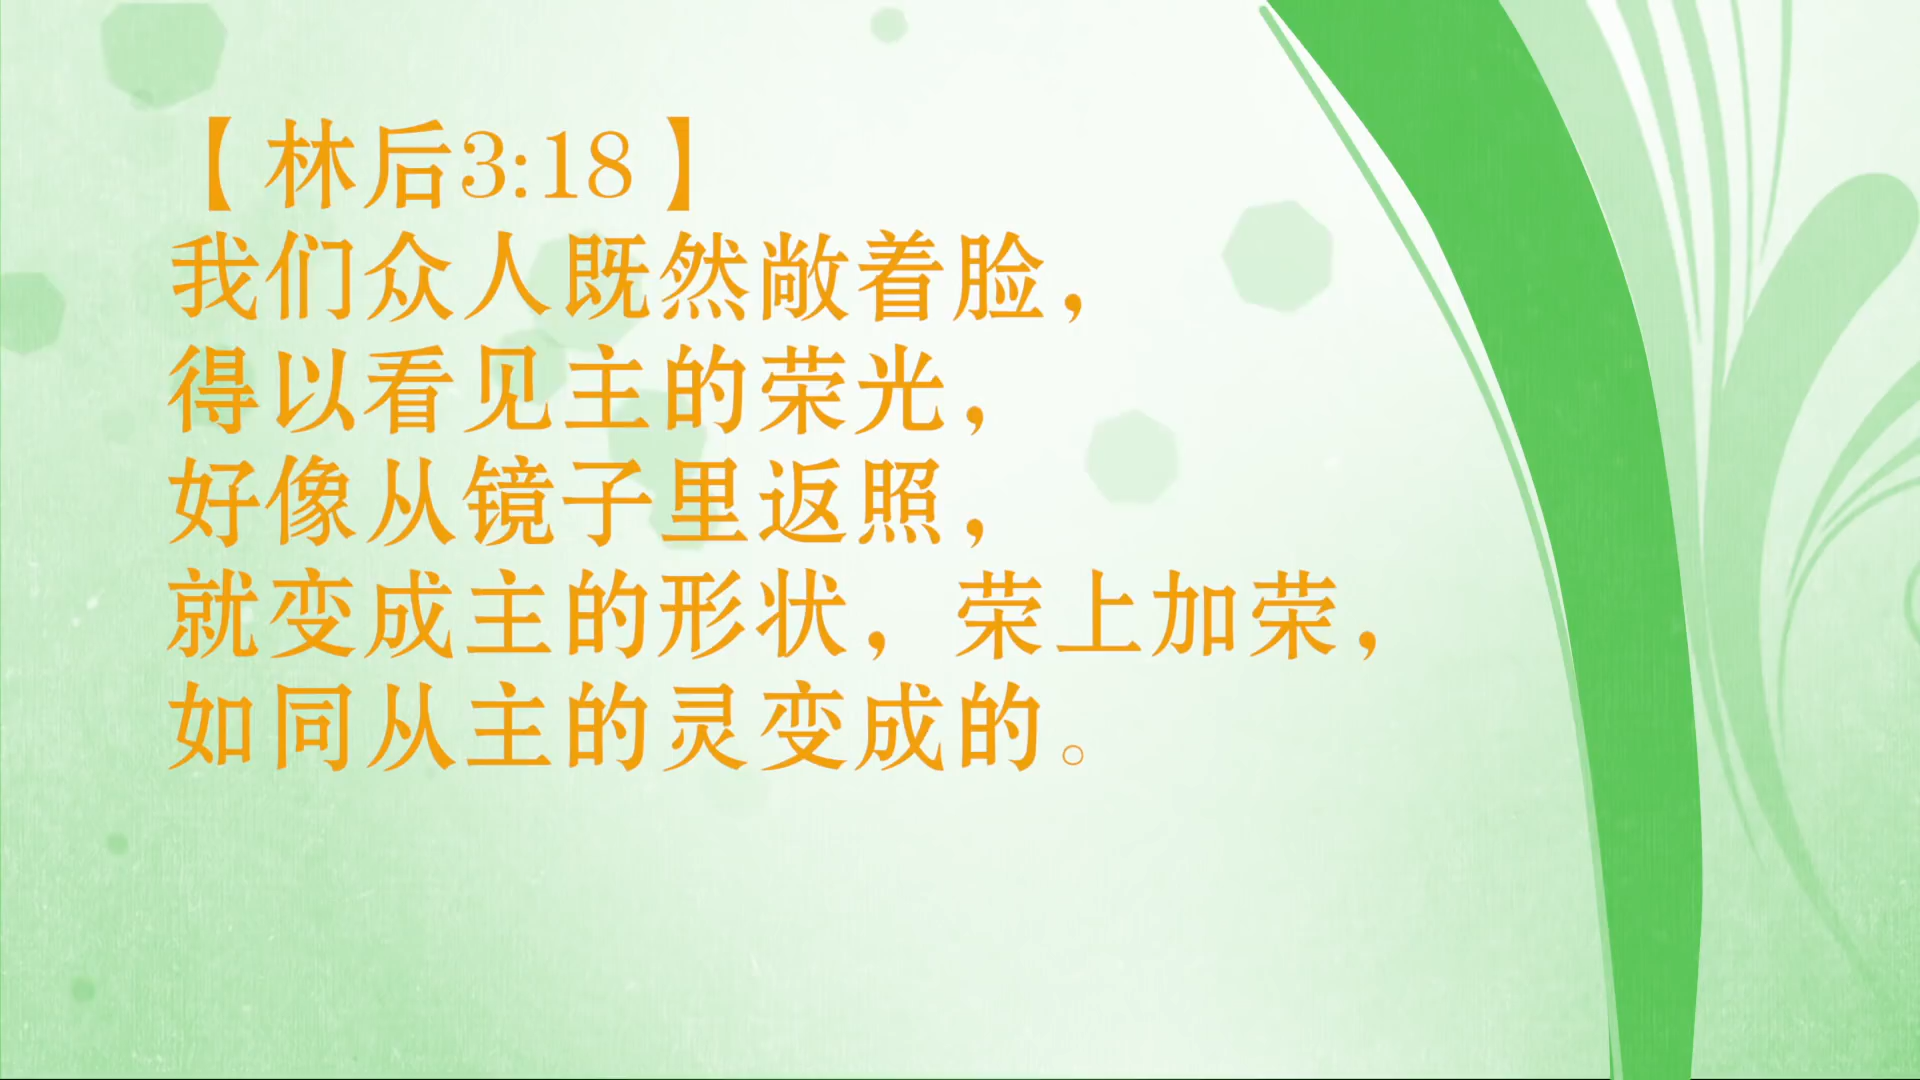 【林后3:18】
我们众人既然敞着脸，
得以看见主的荣光，
好像从镜子里返照，
就变成主的形状，荣上加荣，
如同从主的灵变成的。